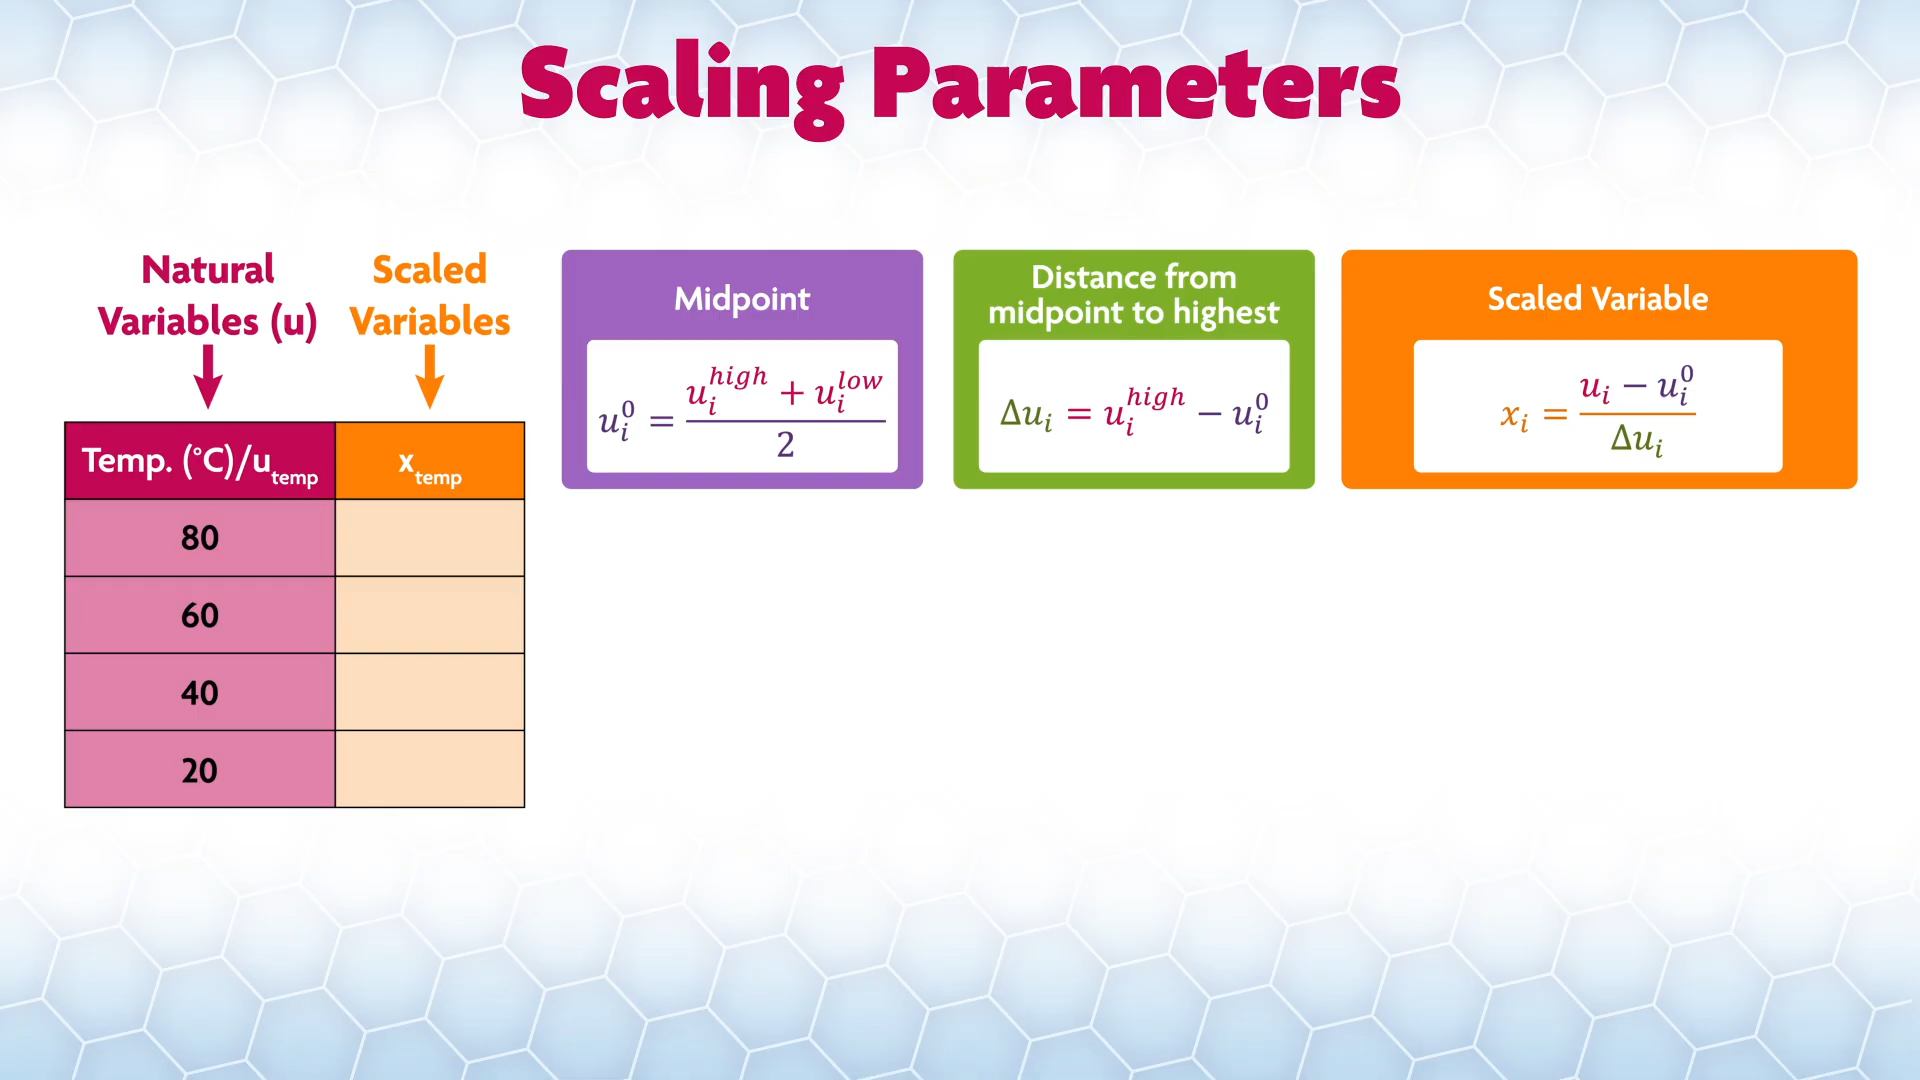 Scaling Parameters
Natural
Variables (u)
Scaled
Variables
Temp. (°C)/u_temp
x_temp
80
60
40
20
Midpoint
u_i^0 = (u_i^high + u_i^low) / 2
Distance from
midpoint to highest
Δu_i = u_i^high − u_i^0
Scaled Variable
x_i = (u_i − u_i^0) / Δu_i